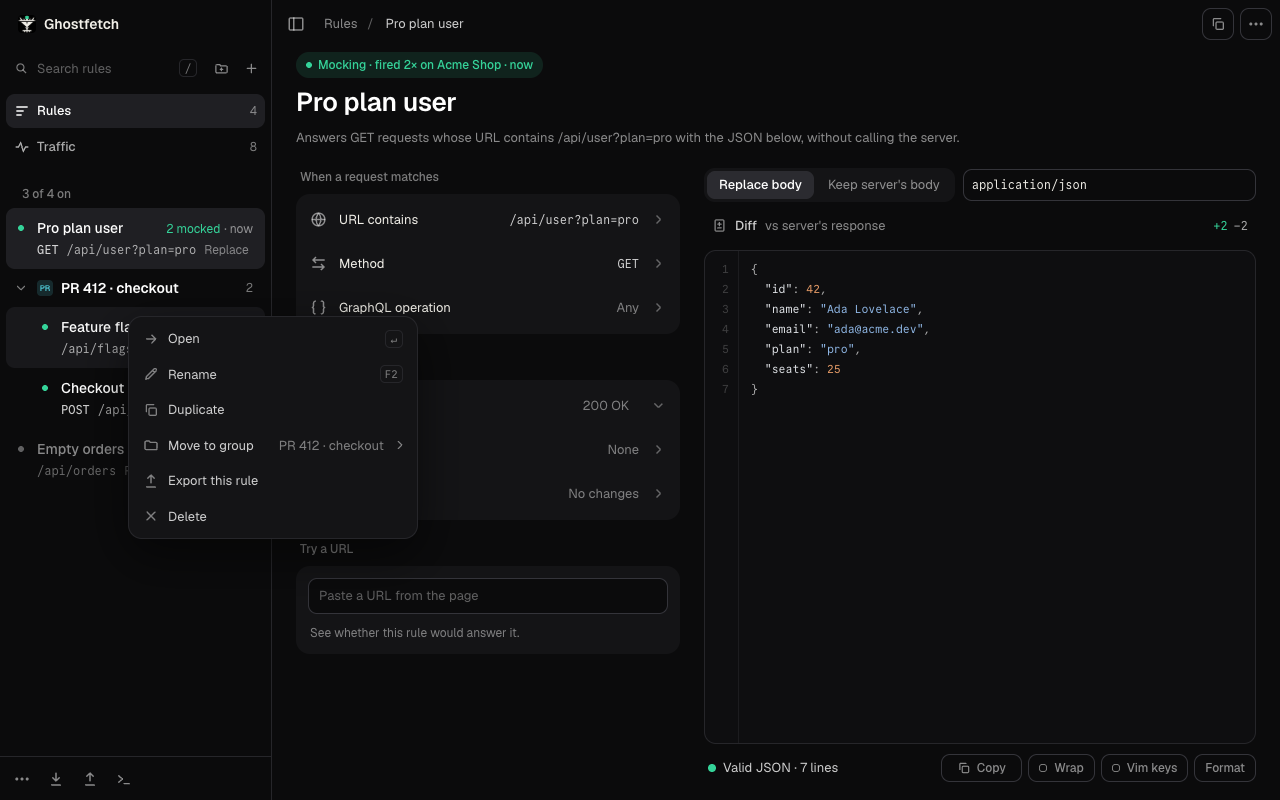 Ghostfetch
Rules / Pro plan user
Search rules /
Rules 4
Traffic 8
3 of 4 on
Pro plan user 2 mocked · now
GET /api/user?plan=pro Replace
PR PR 412 · checkout 2
Feature
/api/flag
Checkout
POST /api/
Empty orders
/api/orders
Open ↵
Rename F2
Duplicate
Move to group PR 412 · checkout
Export this rule
Delete
Mocking · fired 2× on Acme Shop · now
Pro plan user
Answers GET requests whose URL contains /api/user?plan=pro with the JSON below, without calling the server.
When a request matches
URL contains /api/user?plan=pro
Method GET
GraphQL operation Any
200 OK
None
No changes
Try a URL
Paste a URL from the page
See whether this rule would answer it.
Replace body Keep server's body application/json
Diff vs server's response +2 −2
1 {
2 "id": 42,
3 "name": "Ada Lovelace",
4 "email": "ada@acme.dev",
5 "plan": "pro",
6 "seats": 25
7 }
Valid JSON · 7 lines Copy Wrap Vim keys Format